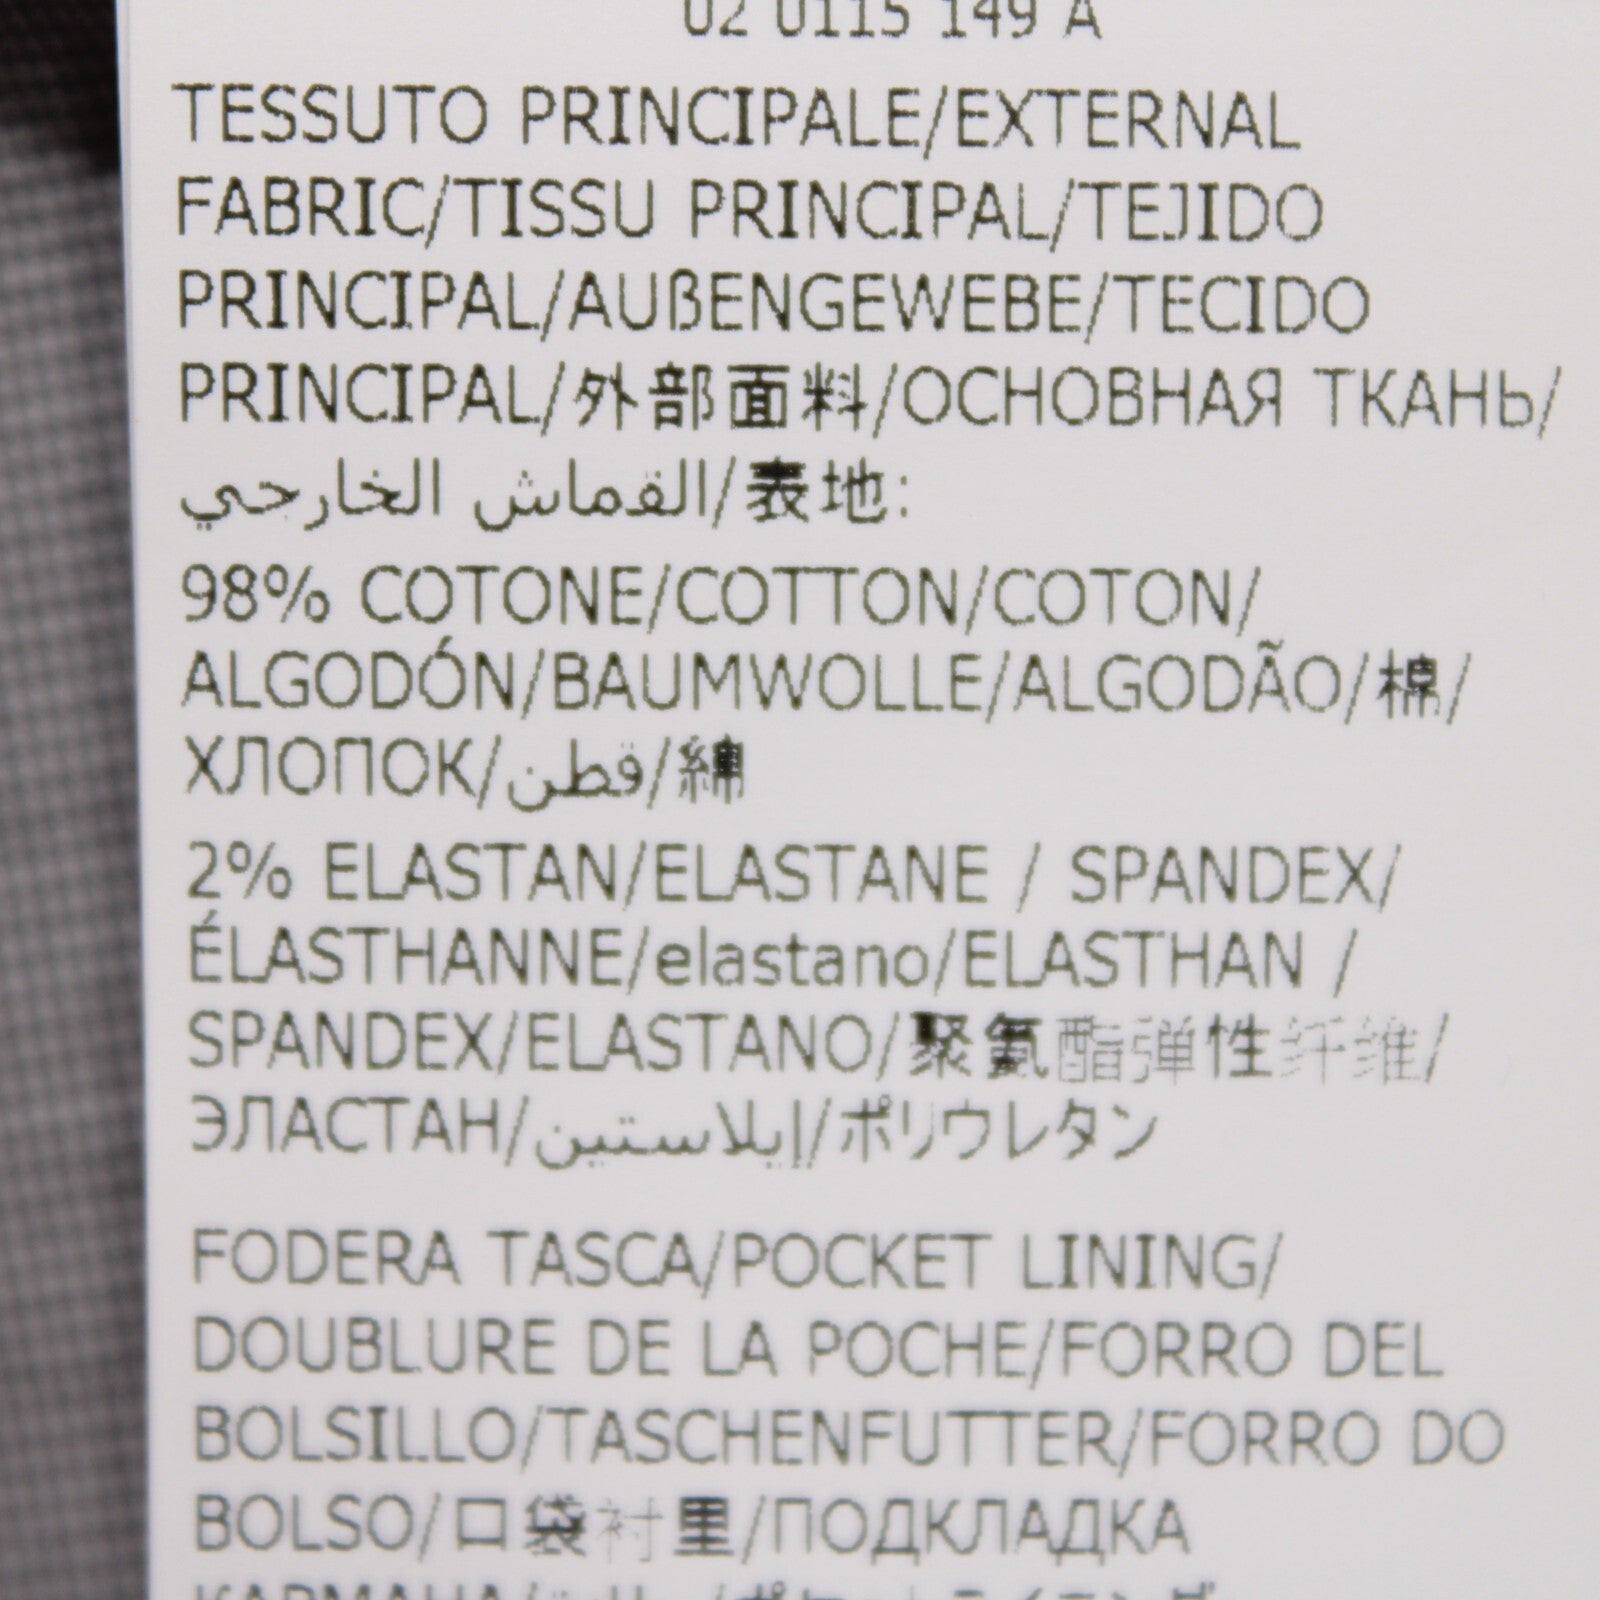 02 0115 149 A
TESSUTO PRINCIPALE/EXTERNAL
FABRIC/TISSU PRINCIPAL/TEJIDO
PRINCIPAL/AUßENGEWEBE/TECIDO
PRINCIPAL/外部面料/ОСНОВНАЯ ТКАНЬ/
القماش الخارجي/表地:
98% COTONE/COTTON/COTON/
ALGODÓN/BAUMWOLLE/ALGODÃO/棉/
ХЛОПОК/قطن/綿
2% ELASTAN/ELASTANE / SPANDEX/
ÉLASTHANNE/elastano/ELASTHAN /
SPANDEX/ELASTANO/聚氨酯弹性纤维/
ЭЛАСТАН/إيلاستين/ポリウレタン
FODERA TASCA/POCKET LINING/
DOUBLURE DE LA POCHE/FORRO DEL
BOLSILLO/TASCHENFUTTER/FORRO DO
BOLSO/口袋衬里/ПОДКЛАДКА